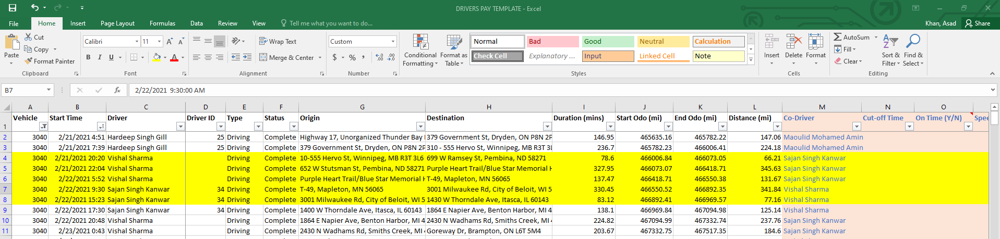 DRIVERS PAY TEMPLATE - Excel
File Home Insert Page Layout Formulas Data Review View Tell me what you want to do... Khan, Asad Share
Cut
Copy
Format Painter
Paste
Clipboard
Calibri 11
B I U
Font
Wrap Text
Merge & Center
Alignment
Custom
$ % ,
Number
Conditional Formatting
Format as Table
Normal Bad Good Neutral Calculation
Check Cell Explanatory ... Input Linked Cell Note
Styles
Insert Delete Format
Cells
AutoSum
Fill
Clear
Sort & Filter
Find & Select
Editing
B7 fx 2/22/2021 9:30:00 AM
A B C D E F G H I J K L M N O
1 Vehicle Start Time Driver Driver ID Type Status Origin Destination Duration (mins) Start Odo (mi) End Odo (mi) Distance (mi) Co-Driver Cut-off Time On Time (Y/N) Spee
2 3040 2/21/2021 4:51 Hardeep Singh Gill 25 Driving Complete Highway 17, Unorganized Thunder Bay 379 Government St, Dryden, ON P8N 2P 146.95 465635.16 465782.22 147.06 Maoulid Mohamed Amin
3 3040 2/21/2021 7:39 Hardeep Singh Gill 25 Driving Complete 379 Government St, Dryden, ON P8N 2P 310 - 555 Hervo St, Winnipeg, MB R3T 3L 236.7 465782.23 466006.41 224.18 Maoulid Mohamed Amin
4 3040 2/21/2021 20:20 Vishal Sharma Driving Complete 10-555 Hervo St, Winnipeg, MB R3T 3L6 699 W Ramsey St, Pembina, ND 58271 78.6 466006.84 466073.05 66.21 Sajan Singh Kanwar
5 3040 2/21/2021 22:04 Vishal Sharma Driving Complete 652 W Stutsman St, Pembina, ND 58271 Purple Heart Trail/Blue Star Memorial H 327.95 466073.07 466418.71 345.63 Sajan Singh Kanwar
6 3040 2/22/2021 5:52 Vishal Sharma Driving Complete Purple Heart Trail/Blue Star Memorial H T-49, Mapleton, MN 56065 137.47 466418.71 466550.38 131.67 Sajan Singh Kanwar
7 3040 2/22/2021 9:30 Sajan Singh Kanwar 34 Driving Complete T-49, Mapleton, MN 56065 3001 Milwaukee Rd, City of Beloit, WI 5 330.45 466550.52 466892.35 341.84 Vishal Sharma
8 3040 2/22/2021 15:23 Sajan Singh Kanwar 34 Driving Complete 3001 Milwaukee Rd, City of Beloit, WI 5 1430 W Thorndale Ave, Itasca, IL 60143 83.12 466892.41 466969.57 77.16 Vishal Sharma
9 3040 2/22/2021 17:30 Sajan Singh Kanwar 34 Driving Complete 1400 W Thorndale Ave, Itasca, IL 60143 1864 E Napier Ave, Benton Harbor, MI 4 138.1 466969.84 467094.98 125.14 Vishal Sharma
10 3040 2/22/2021 20:48 Vishal Sharma Driving Complete 1864 E Napier Ave, Benton Harbor, MI 4 2430 N Wadhams Rd, Smiths Creek, MI 4 224.82 467094.99 467332.74 237.76 Sajan Singh Kanwar
11 3040 2/23/2021 0:43 Vishal Sharma Driving Complete 2430 N Wadhams Rd, Smiths Creek, MI 4 Goreway Dr, Brampton, ON L6T 5M4 203.67 467332.75 467517.35 184.6 Sajan Singh Kanwar